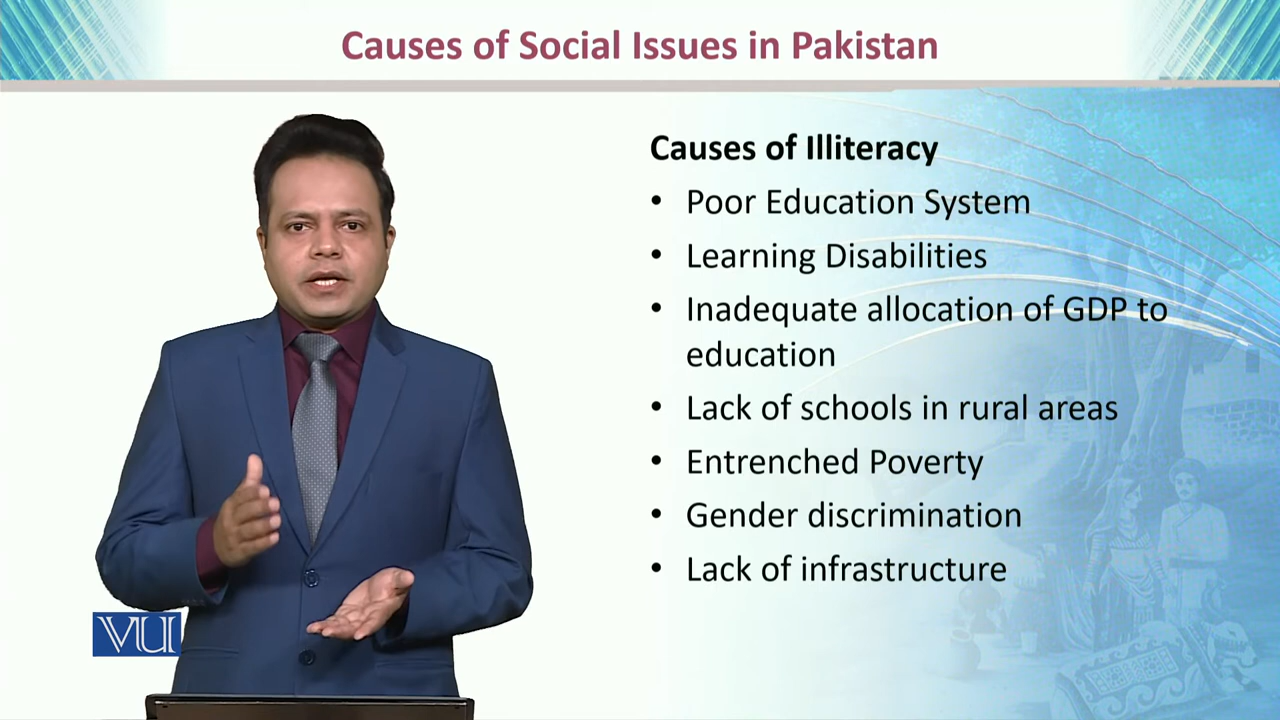 Causes of Social Issues in Pakistan
Causes of Illiteracy
• Poor Education System
• Learning Disabilities
• Inadequate allocation of GDP to
education
• Lack of schools in rural areas
• Entrenched Poverty
• Gender discrimination
• Lack of infrastructure
VU